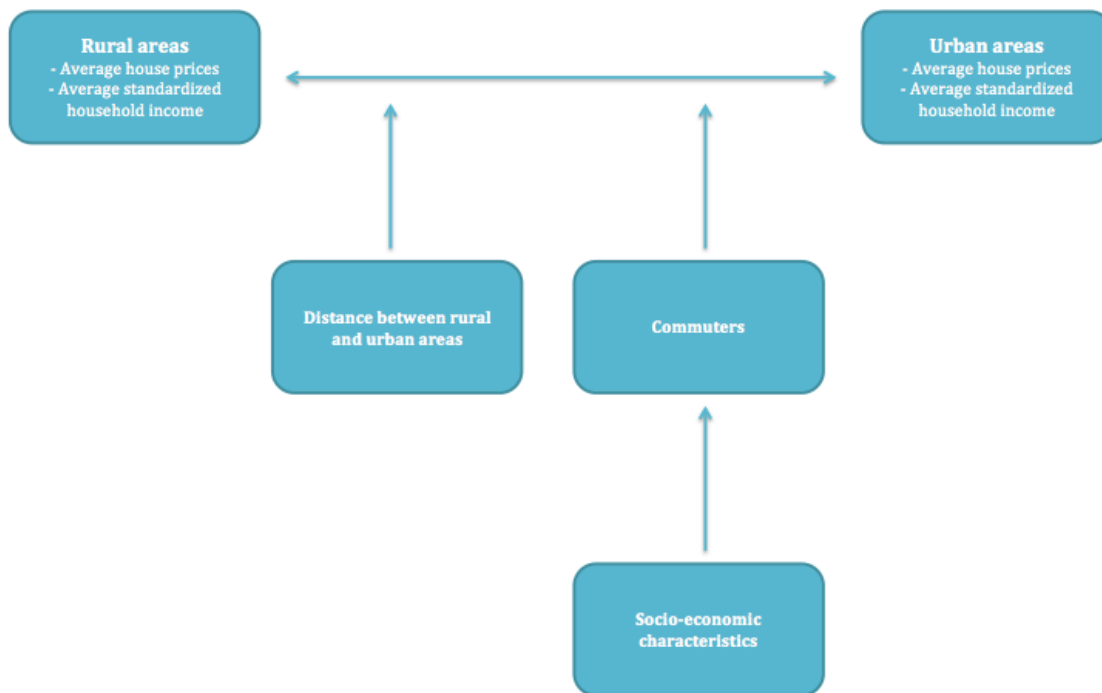 Rural areas
- Average house prices
- Average standardized
household income
Urban areas
- Average house prices
- Average standardized
household income
Distance between rural
and urban areas
Commuters
Socio-economic
characteristics